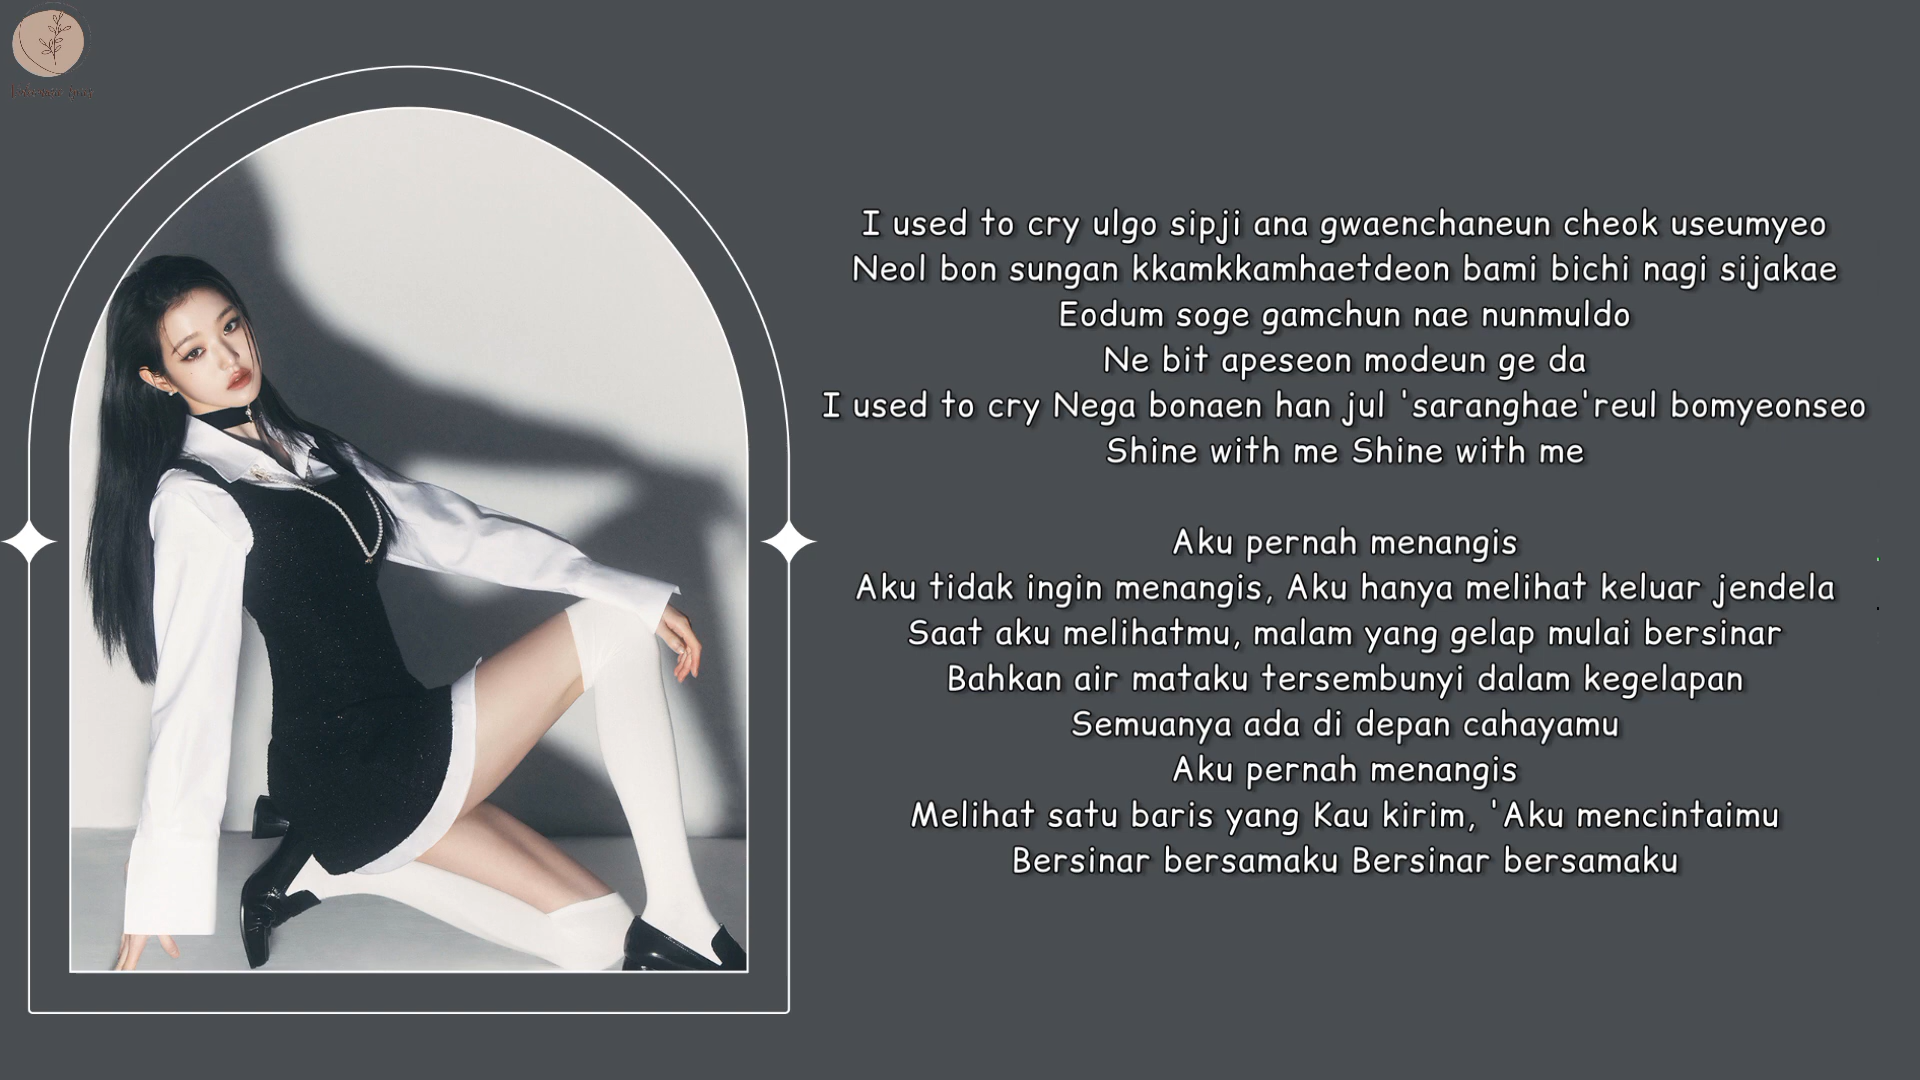 I used to cry ulgo sipji ana gwaenchaneun cheok useumyeo
Neol bon sungan kkamkkamhaetdeon bami bichi nagi sijakae
Eodum soge gamchun nae nunmuldo
Ne bit apeseon modeun ge da
I used to cry Nega bonaen han jul 'saranghae'reul bomyeonseo
Shine with me Shine with me
Aku pernah menangis
Aku tidak ingin menangis, Aku hanya melihat keluar jendela
Saat aku melihatmu, malam yang gelap mulai bersinar
Bahkan air mataku tersembunyi dalam kegelapan
Semuanya ada di depan cahayamu
Aku pernah menangis
Melihat satu baris yang Kau kirim, 'Aku mencintaimu
Bersinar bersamaku Bersinar bersamaku